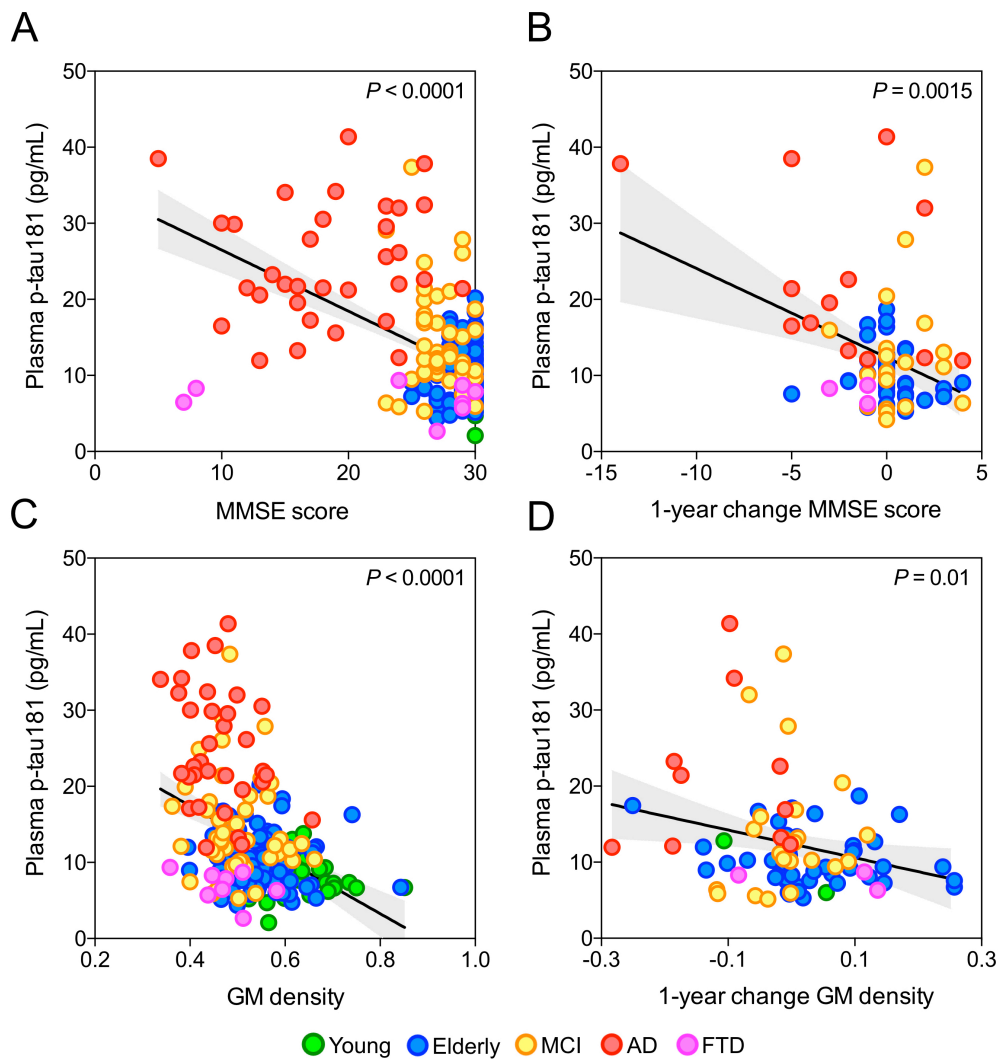 A
B
50
40
30
20
10
0
Plasma p-tau181 (pg/mL)
P < 0.0001
0
10
20
30
MMSE score
50
40
30
20
10
0
Plasma p-tau181 (pg/mL)
P = 0.0015
-15
-10
-5
0
5
1-year change MMSE score
C
D
50
40
30
20
10
0
Plasma p-tau181 (pg/mL)
P < 0.0001
0.2
0.4
0.6
0.8
1.0
GM density
50
40
30
20
10
0
Plasma p-tau181 (pg/mL)
P = 0.01
-0.3
-0.1
0.1
0.3
1-year change GM density
Young Elderly MCI AD FTD